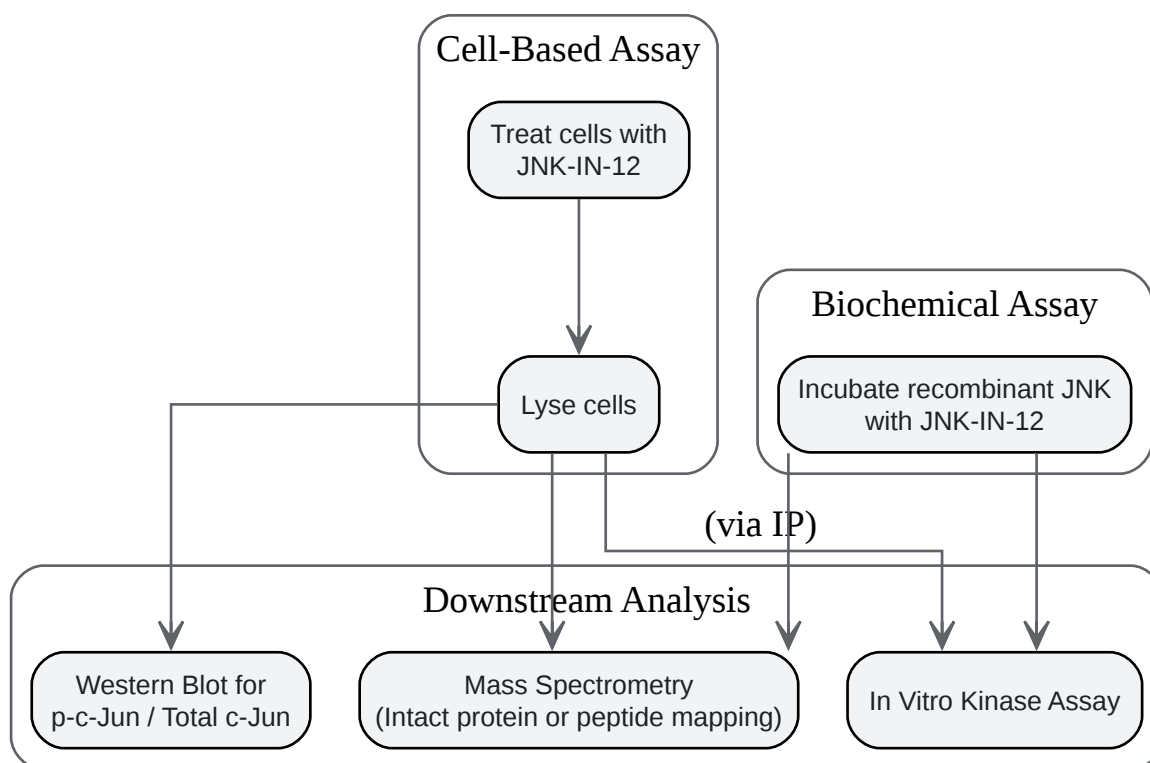 Cell-Based Assay
Treat cells with
JNK-IN-12
Biochemical Assay
Lyse cells
Incubate recombinant JNK
with JNK-IN-12
(via IP)
Downstream Analysis
Western Blot for
p-c-Jun / Total c-Jun
Mass Spectrometry
(Intact protein or peptide mapping)
In Vitro Kinase Assay